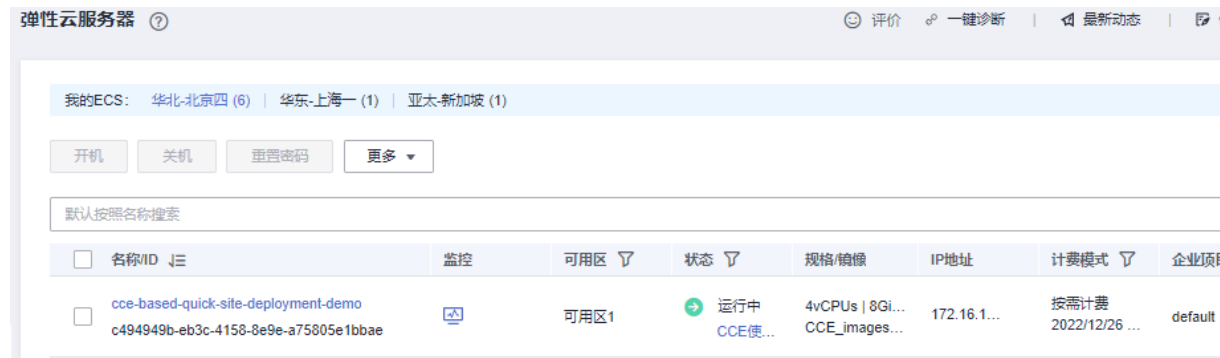 弹性云服务器
评价 一键诊断 | 最新动态 |
我的ECS: 华北-北京四 (6) | 华东-上海一 (1) | 亚太-新加坡 (1)
开机 关机 重置密码 更多
默认按照名称搜索
名称/ID 监控 可用区 状态 规格/镜像 IP地址 计费模式 企业项目
cce-based-quick-site-deployment-demo 可用区1 运行中 4vCPUs | 8Gi... 172.16.1... 按需计费 default
c494949b-eb3c-4158-8e9e-a75805e1bbae CCE使... CCE_images... 2022/12/26 ...